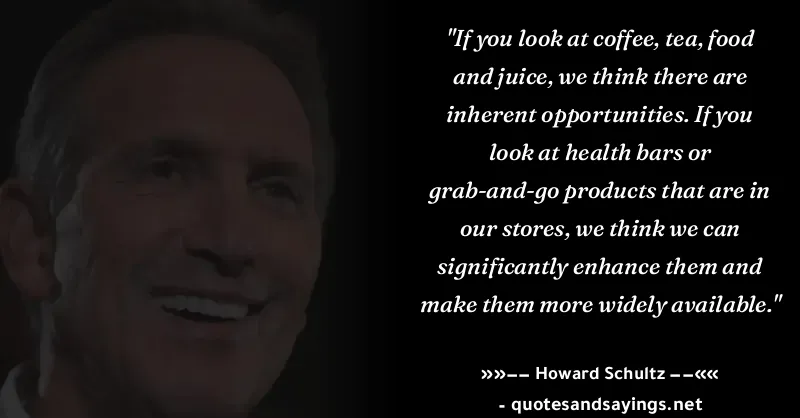 "If you look at coffee, tea, food
and juice, we think there are
inherent opportunities. If you
look at health bars or
grab-and-go products that are in
our stores, we think we can
significantly enhance them and
make them more widely available."
»»–– Howard Schultz ––««
- quotesandsayings.net